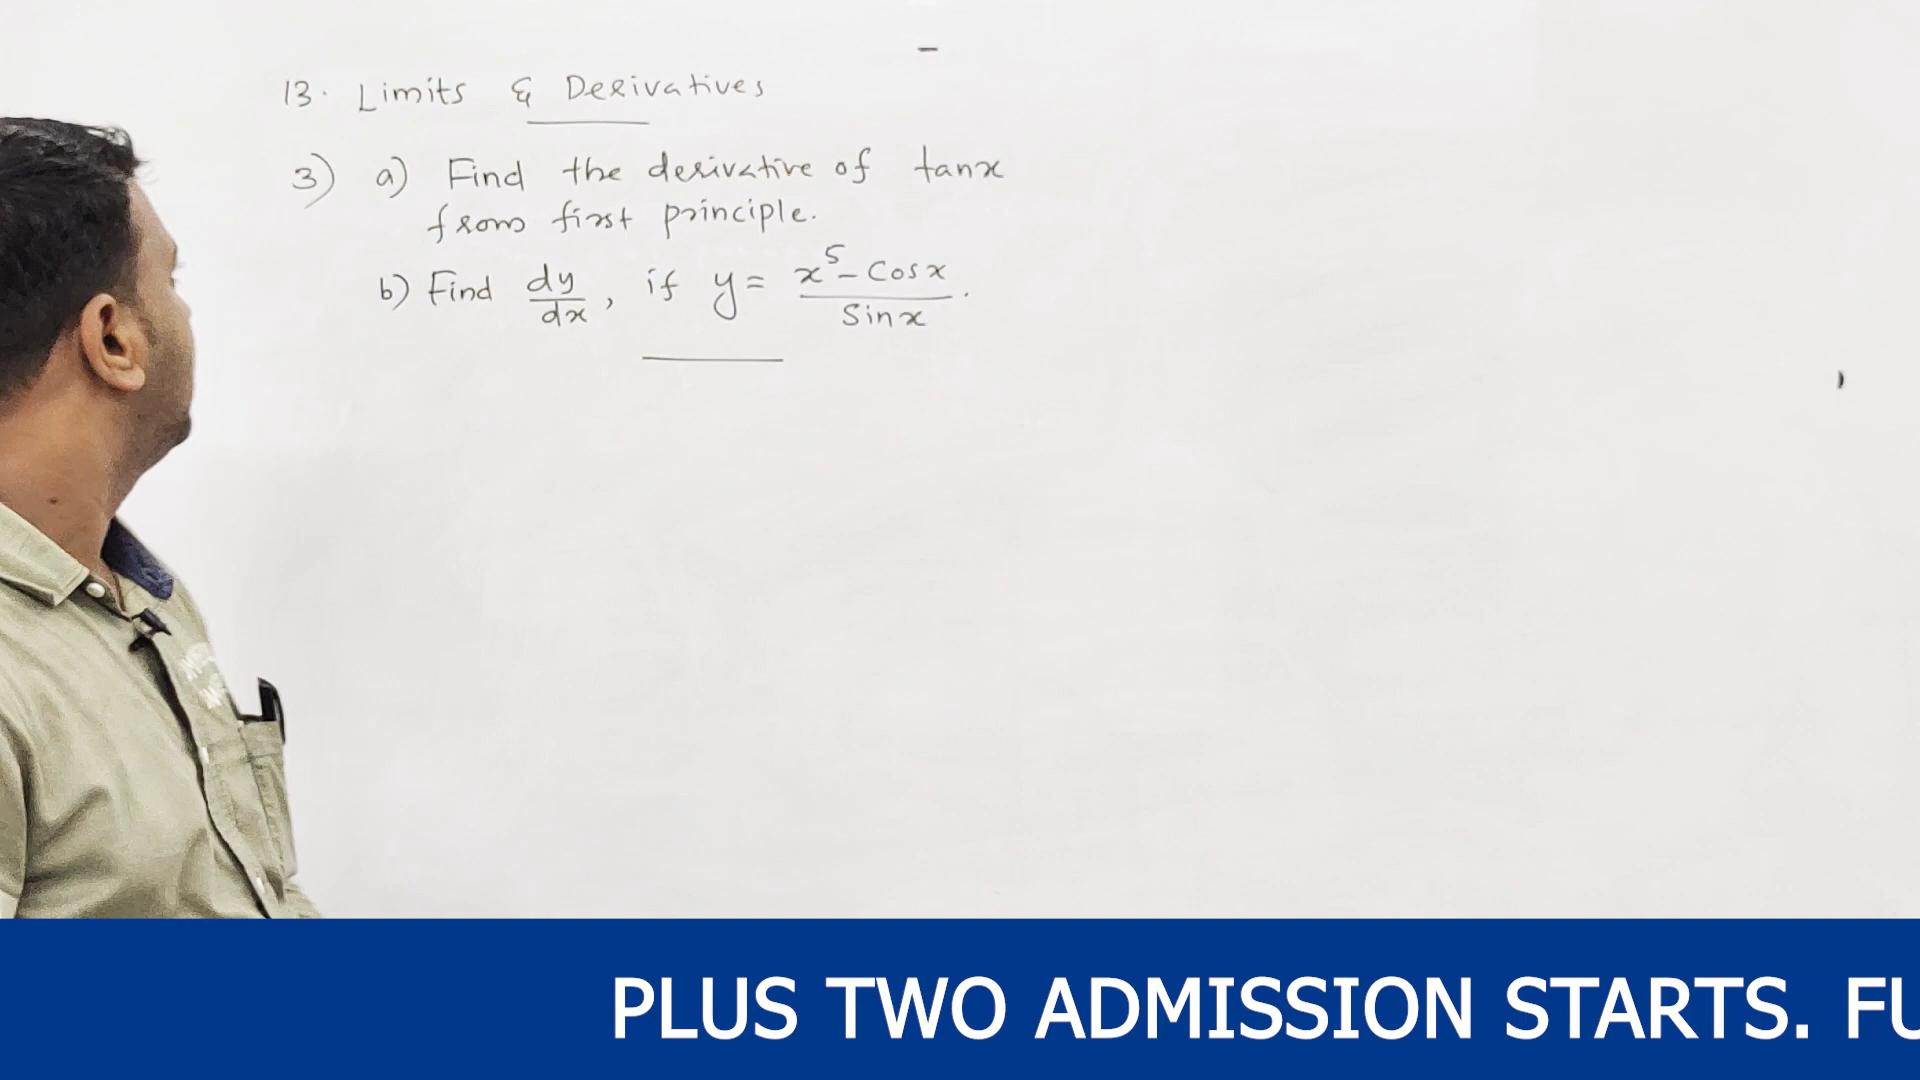 13. Limits & Derivatives
3) a) Find the derivative of tanx
from first principle.
b) Find dy/dx, if y = x⁵ - Cosx / Sinx.
PLUS TWO ADMISSION STARTS. FU